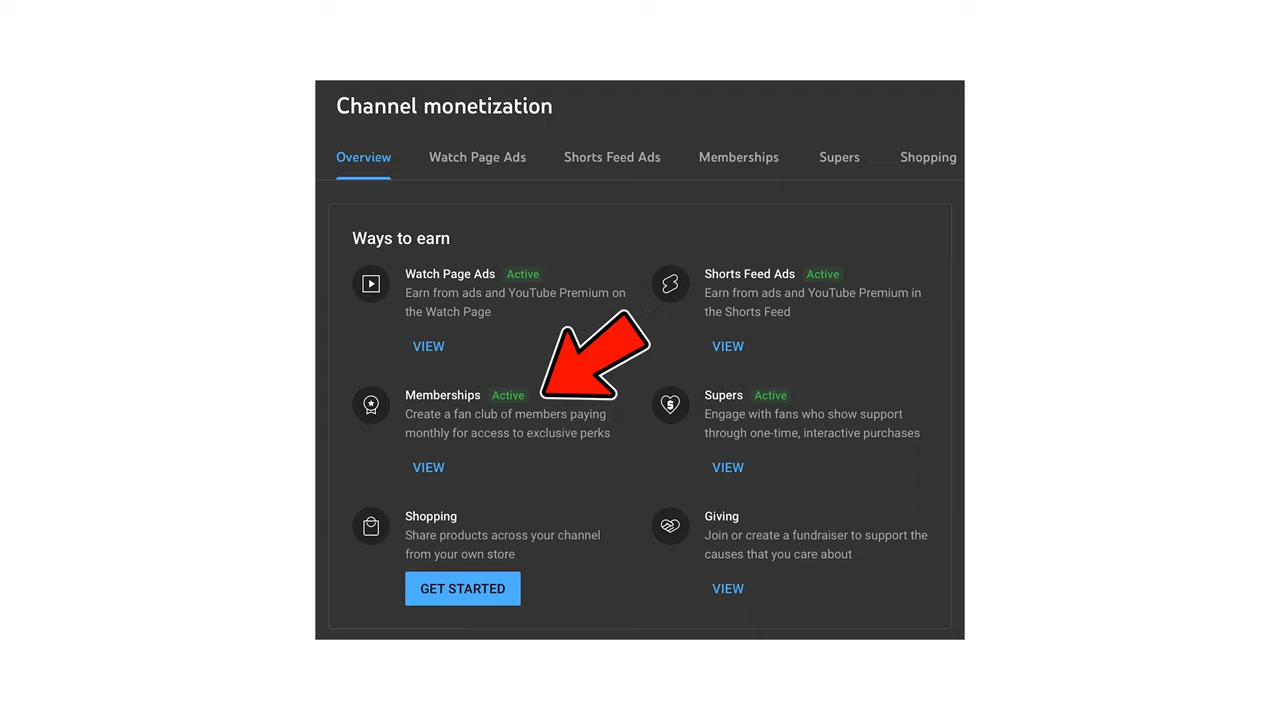 Channel monetization
Overview Watch Page Ads Shorts Feed Ads Memberships Supers Shopping
Ways to earn
Watch Page Ads Active
Earn from ads and YouTube Premium on
the Watch Page
VIEW
Shorts Feed Ads Active
Earn from ads and YouTube Premium in
the Shorts Feed
VIEW
Memberships Active
Create a fan club of members paying
monthly for access to exclusive perks
VIEW
Supers Active
Engage with fans who show support
through one-time, interactive purchases
VIEW
Shopping
Share products across your channel
from your own store
GET STARTED
Giving
Join or create a fundraiser to support the
causes that you care about
VIEW